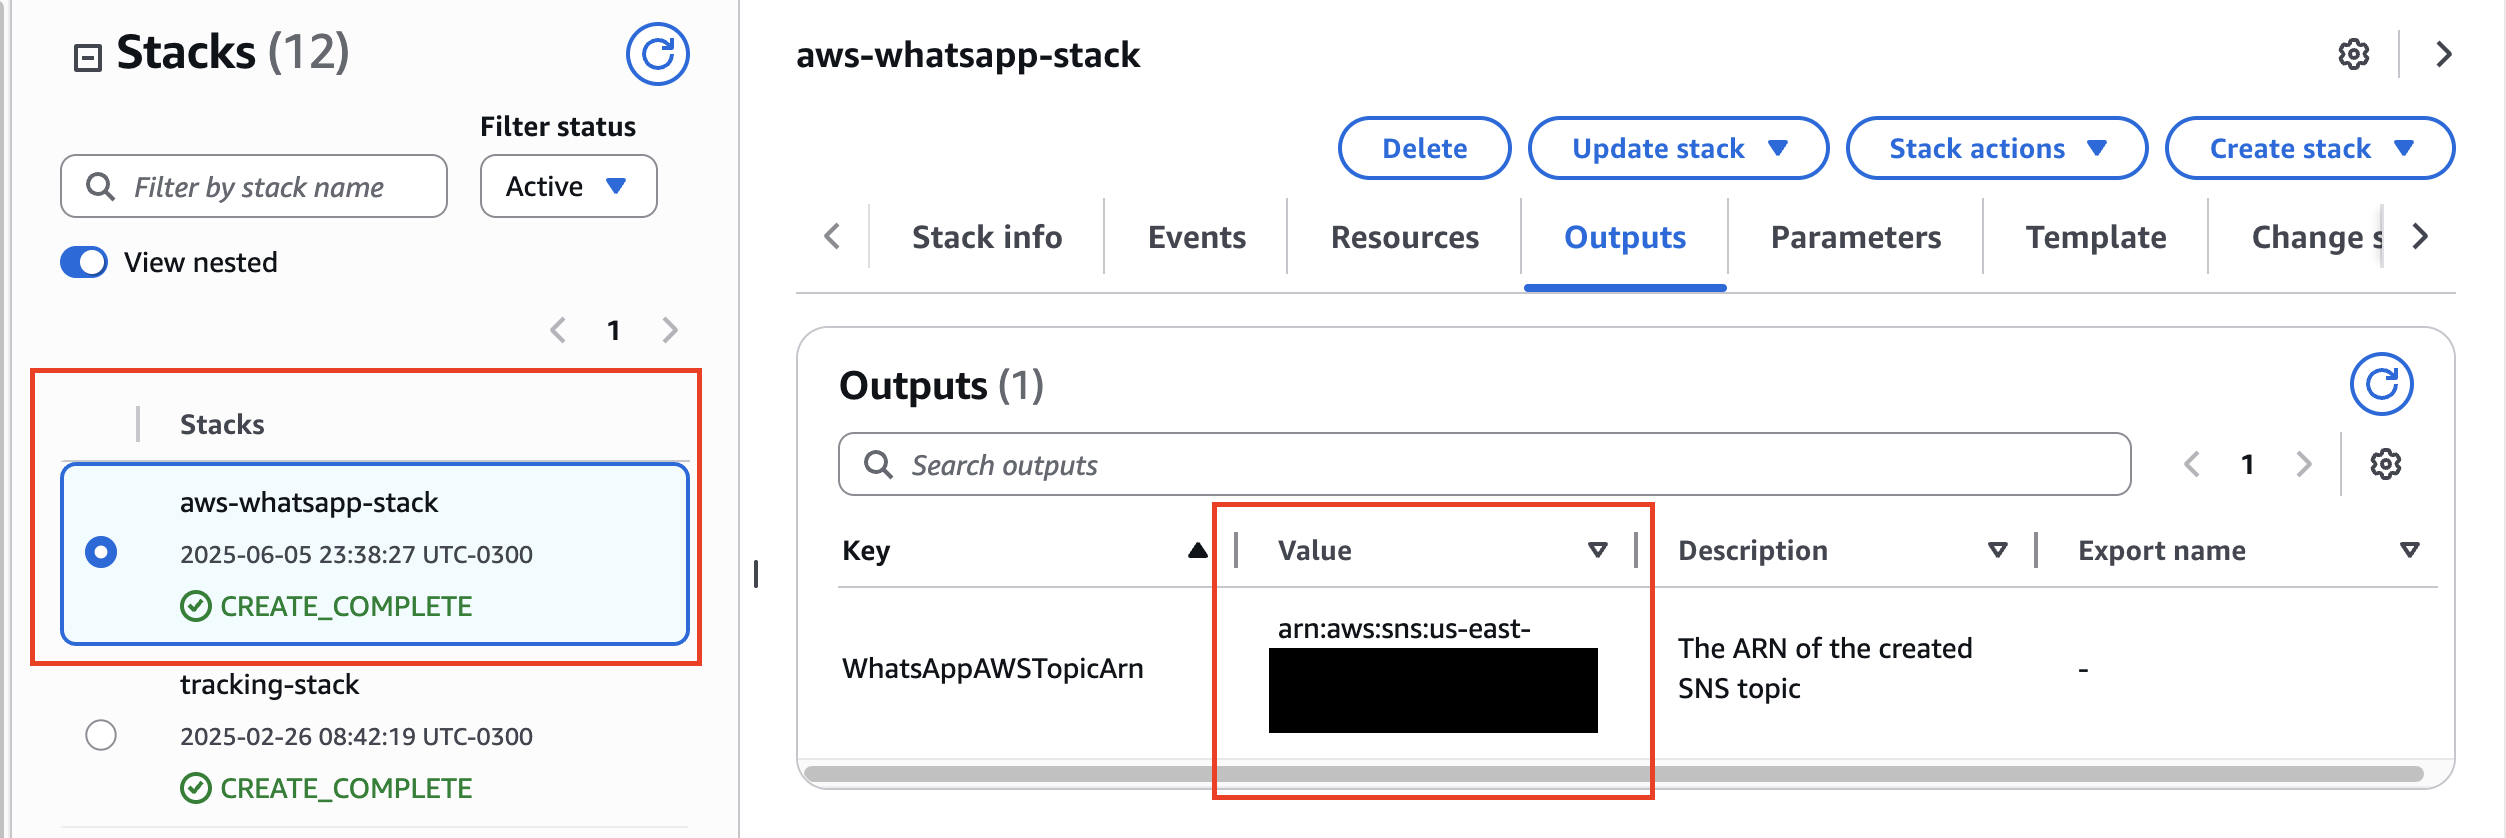 Stacks (12)
Filter status
Filter by stack name
Active
View nested
1
Stacks
aws-whatsapp-stack
2025-06-05 23:38:27 UTC-0300
CREATE_COMPLETE
tracking-stack
2025-02-26 08:42:19 UTC-0300
CREATE_COMPLETE
aws-whatsapp-stack
Delete
Update stack
Stack actions
Create stack
Stack info
Events
Resources
Outputs
Parameters
Template
Change s
Outputs (1)
Search outputs
1
Key
Value
Description
Export name
WhatsAppAWSTopicArn
arn:aws:sns:us-east-
The ARN of the created
SNS topic
-